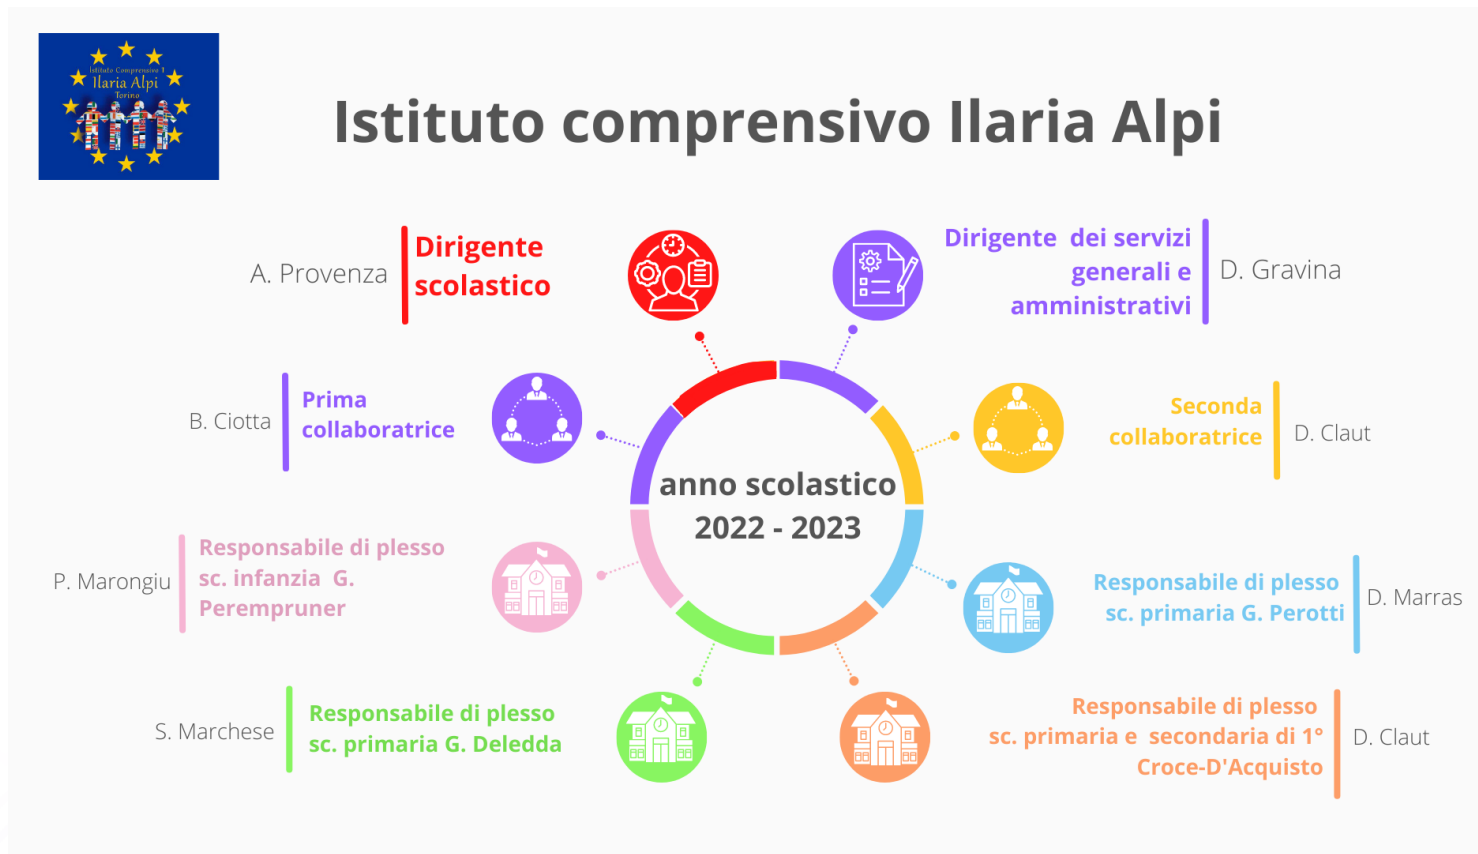 Istituto Comprensivo I
Ilaria Alpi
Torino
Istituto comprensivo Ilaria Alpi
A. Provenza
Dirigente
scolastico
Dirigente dei servizi
generali e
amministrativi
D. Gravina
B. Ciotta
Prima
collaboratrice
Seconda
collaboratrice
D. Claut
anno scolastico
2022 - 2023
P. Marongiu
Responsabile di plesso
sc. infanzia G.
Perempruner
Responsabile di plesso
sc. primaria G. Perotti
D. Marras
S. Marchese
Responsabile di plesso
sc. primaria G. Deledda
Responsabile di plesso
sc. primaria e secondaria di 1°
Croce-D'Acquisto
D. Claut